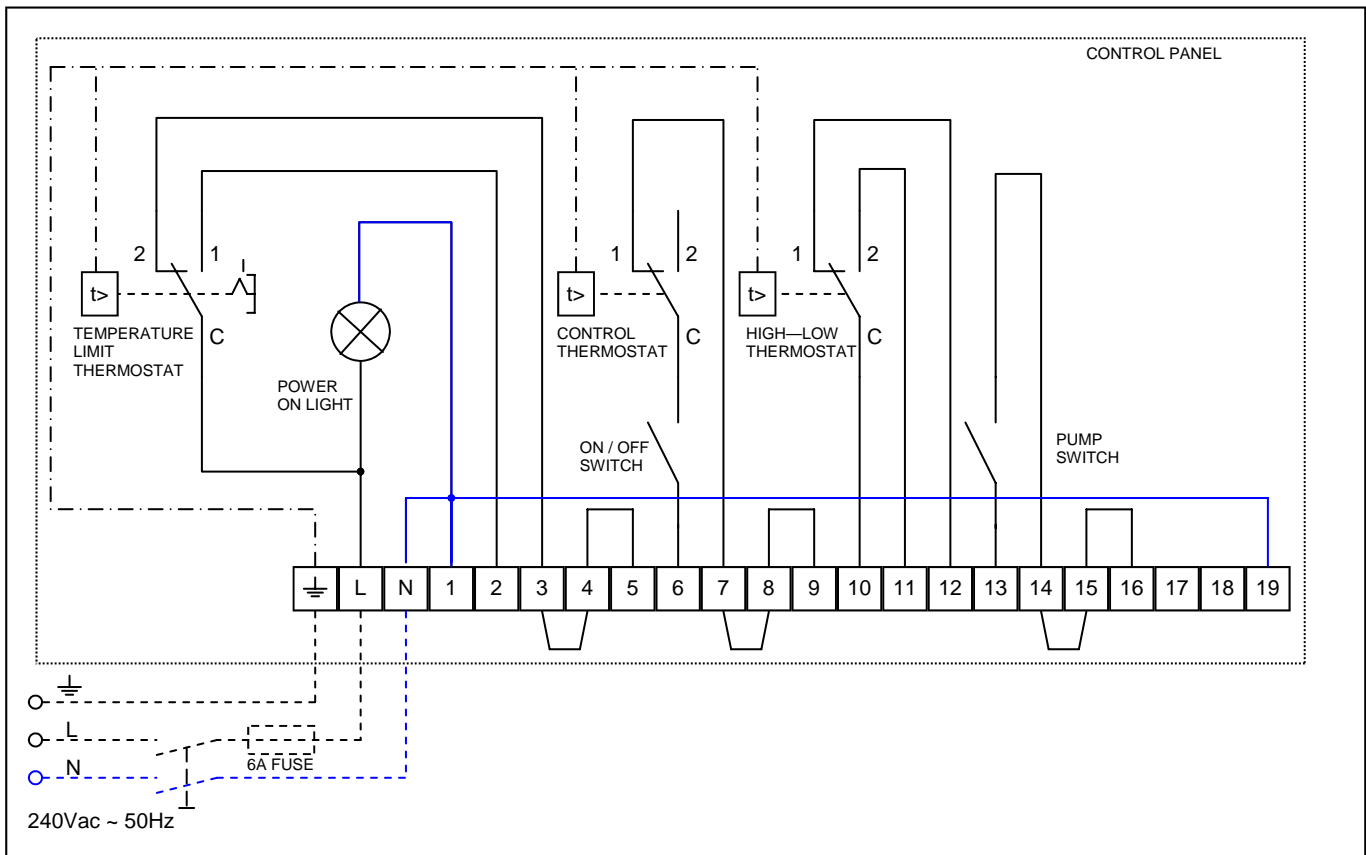 CONTROL PANEL
2
1
1
2
1
2
t>
t>
t>
TEMPERATURE
LIMIT
THERMOSTAT
C
POWER
ON LIGHT
CONTROL
THERMOSTAT
C
HIGH—LOW
THERMOSTAT
C
ON / OFF
SWITCH
PUMP
SWITCH
L N 1 2 3 4 5 6 7 8 9 10 11 12 13 14 15 16 17 18 19
L
N
6A FUSE
240Vac ~ 50Hz